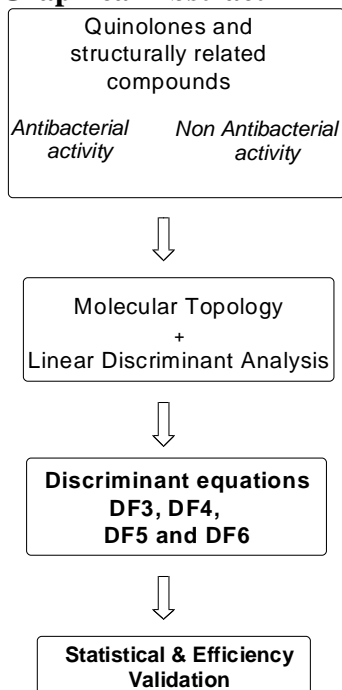 Graphical Abstract
Quinolones and
structurally related
compounds
Antibacterial Non Antibacterial
activity activity
Molecular Topology
+
Linear Discriminant Analysis
Discriminant equations
DF3, DF4,
DF5 and DF6
Statistical & Efficiency
Validation